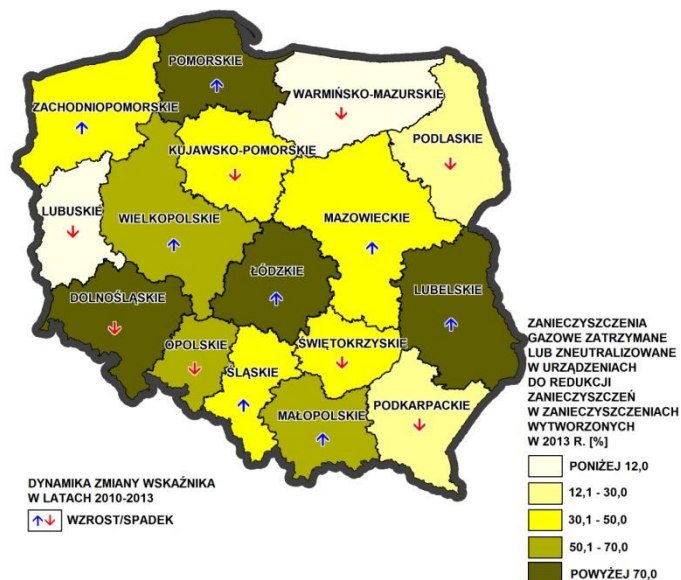 POMORSKIE
WARMIŃSKO-MAZURSKIE
ZACHODNIOPOMORSKIE
PODLASKIE
KUJAWSKO-POMORSKIE
LUBUSKIE
WIELKOPOLSKIE
MAZOWIECKIE
ŁÓDZKIE
LUBELSKIE
DOLNOŚLĄSKIE
OPOLSKIE
ŚWIĘTOKRZYSKIE
ŚLĄSKIE
MAŁOPOLSKIE
PODKARPACKIE
ZANIECZYSZCZENIA
GAZOWE ZATRZYMANE
LUB ZNEUTRALIZOWANE
W URZĄDZENIACH
DO REDUKCJI
ZANIECZYSZCZEŃ
W ZANIECZYSZCZENIACH
WYTWORZONYCH
W 2013 R. [%]
PONIŻEJ 12,0
12,1 - 30,0
30,1 - 50,0
50,1 - 70,0
POWYŻEJ 70,0
DYNAMIKA ZMIANY WSKAŹNIKA
W LATACH 2010-2013
WZROST/SPADEK